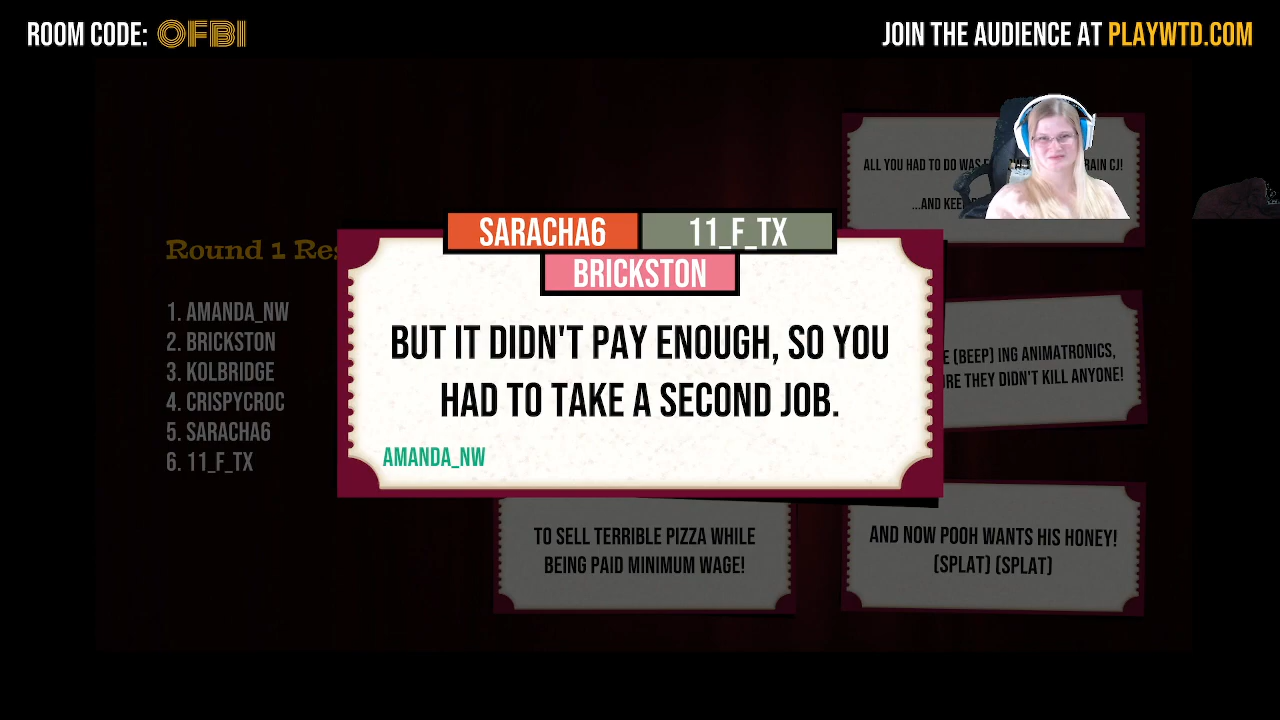 ROOM CODE: OFBI
JOIN THE AUDIENCE AT PLAYWTD.COM
ALL YOU HAD TO DO WAS
RAIN CJ!
...AND KEE
SARACHA6
11_F_TX
BRICKSTON
Round 1 Res
1. AMANDA_NW
2. BRICKSTON
3. KOLBRIDGE
4. CRISPYCROC
5. SARACHA6
6. 11_F_TX
BUT IT DIDN'T PAY ENOUGH, SO YOU
HAD TO TAKE A SECOND JOB.
AMANDA_NW
E (BEEP) ING ANIMATRONICS,
RE THEY DIDN'T KILL ANYONE!
TO SELL TERRIBLE PIZZA WHILE
BEING PAID MINIMUM WAGE!
AND NOW POOH WANTS HIS HONEY!
(SPLAT) (SPLAT)